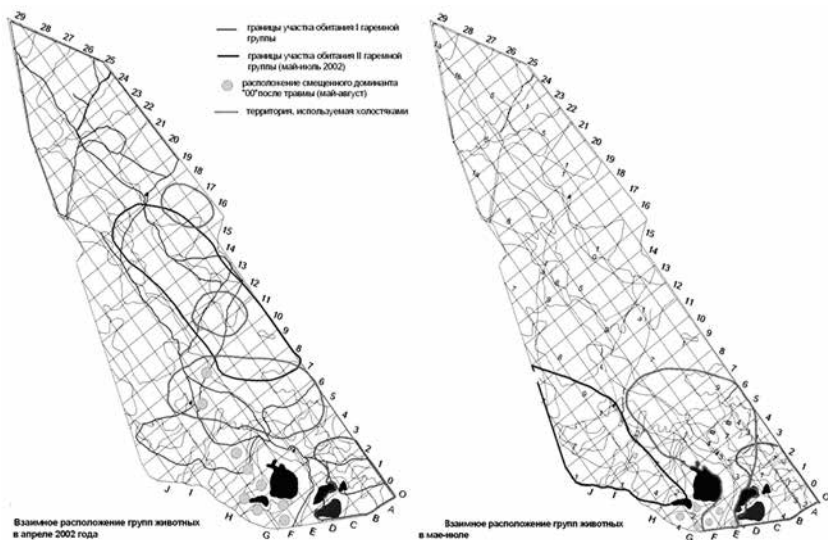 границы участка обитания I гаремной
группы
границы участка обитания II гаремной
группы (май-июль 2002)
расположение смещенного доминанта
"00"после травмы (май-август)
территория, используемая холостяками
29
28
27
26
25
24
23
22
21
20
19
18
17
16
15
14
13
12
11
10
9
8
7
6
5
4
3
2
1
0
O
A
B
C
D
E
F
G
H
I
J
Взаимное расположение групп животных
в апреле 2002 года
29
28
27
26
25
24
23
22
21
20
19
18
17
16
15
14
13
12
11
10
9
8
7
6
5
4
3
2
1
0
O
A
B
C
D
E
F
G
H
I
J
Взаимное расположение групп животных
в мае-июле